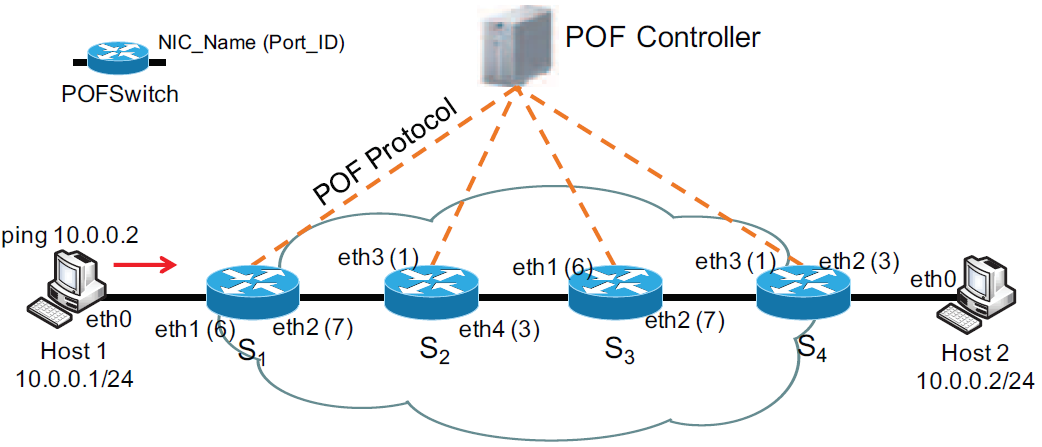 POF Controller
NIC_Name (Port_ID)
POFSwitch
POF Protocol
ping 10.0.0.2
eth3 (1)
eth1 (6)
eth3 (1)
eth2 (3)
eth0
eth0
eth1 (6)
eth2 (7)
eth4 (3)
eth2 (7)
S1
S2
S3
S4
Host 1
10.0.0.1/24
Host 2
10.0.0.2/24